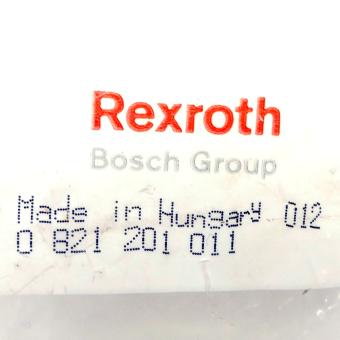 Rexroth
Bosch Group
Made in Hungary 012
0 821 201 011